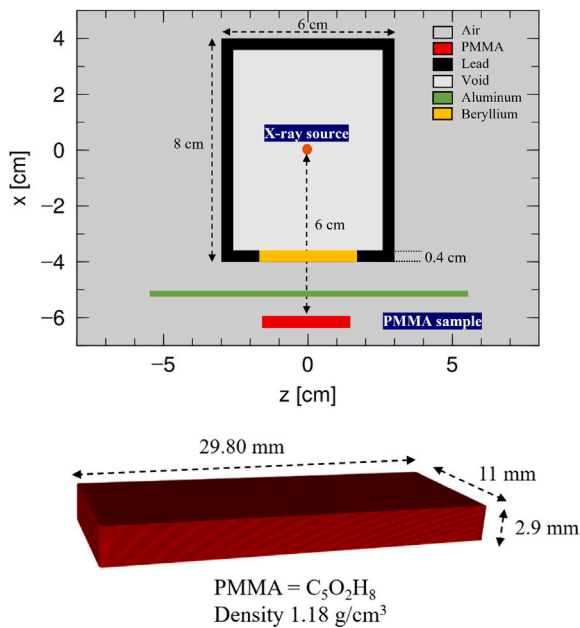 6 cm
Air
PMMA
Lead
Void
Aluminum
Beryllium
4
2
0
−2
−4
−6
x [cm]
8 cm
X-ray source
6 cm
0.4 cm
PMMA sample
−5
0
5
z [cm]
29.80 mm
11 mm
2.9 mm
PMMA = C₅O₂H₈
Density 1.18 g/cm³